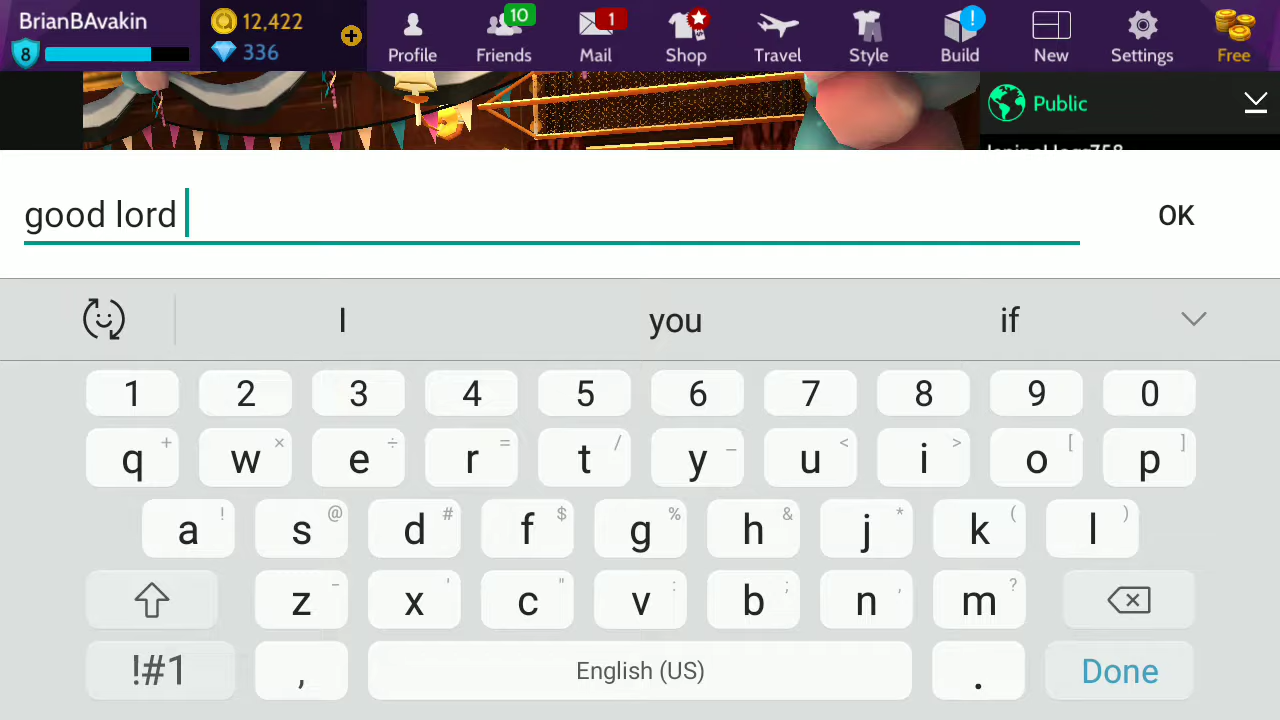 BrianBAvakin
8
12,422
336
Profile
10
Friends
1
Mail
Shop
Travel
Style
!
Build
New
Settings
Free
Public
good lord
OK
I
you
if
1 2 3 4 5 6 7 8 9 0
q + w × e ÷ r = t / y _ u < i > o [ p ]
a ! s @ d # f $ g % h & j * k ( l )
z - x ' c " v : b ; n , m ?
!#1 , English (US) . Done